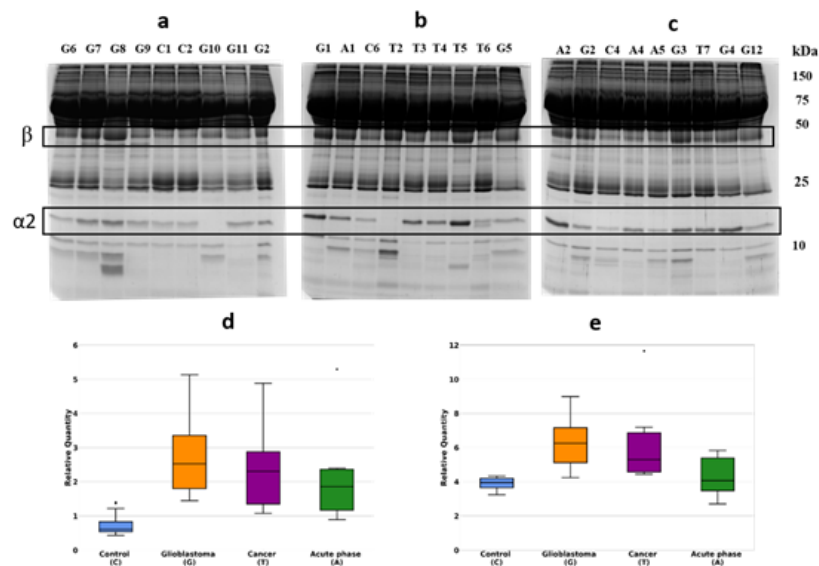 a b c
G6 G7 G8 G9 C1 C2 G10 G11 G2 G1 A1 C6 T2 T3 T4 T5 T6 G5 A2 G2 C4 A4 A5 G3 T7 G4 G12 kDa
150
75
50
β
25
α2
10
d e
6 12
5 10
4 8
3 6
2 4
1 2
0 0
Relative Quantity Relative Quantity
Control Glioblastoma Cancer Acute phase Control Glioblastoma Cancer Acute phase
(C) (G) (T) (A) (C) (G) (T) (A)